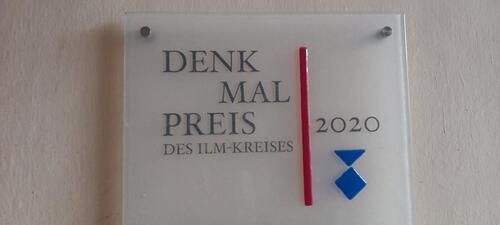 DENK
MAL
PREIS
DES ILM-KREISES
2020